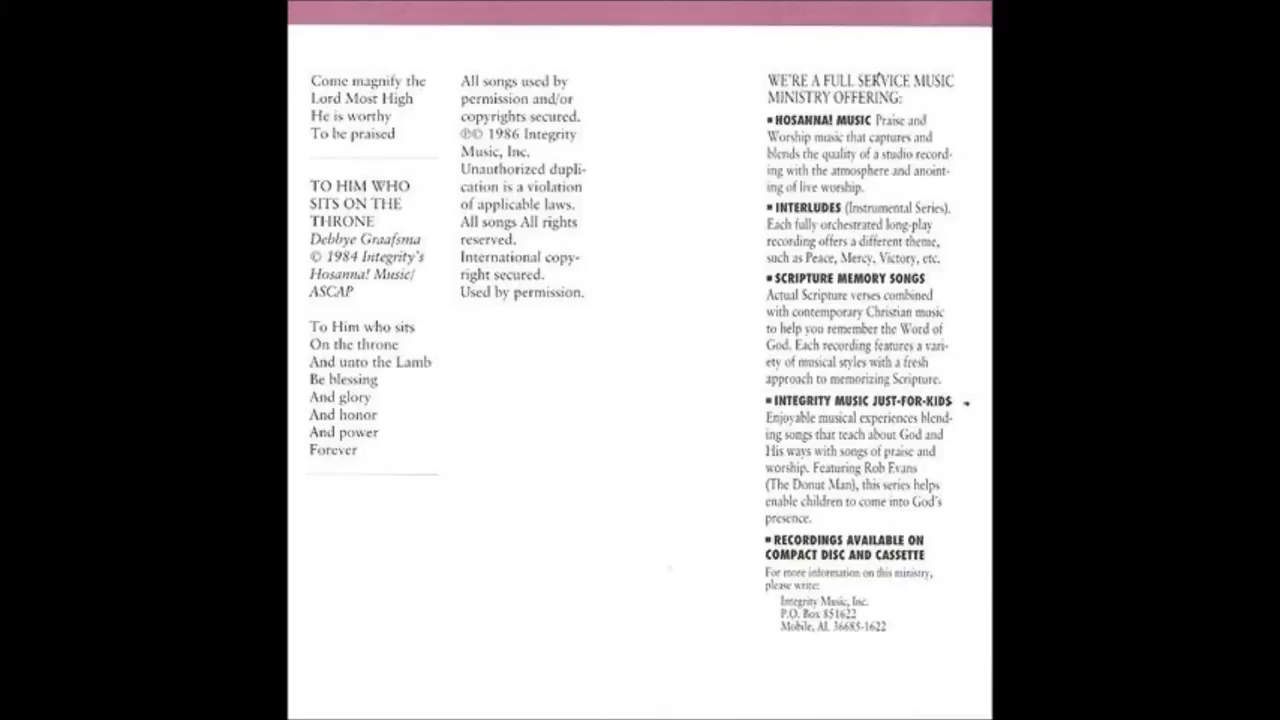 Come magnify the
Lord Most High
He is worthy
To be praised
TO HIM WHO
SITS ON THE
THRONE
Debbye Graafsma
© 1984 Integrity's
Hosanna! Music/
ASCAP
To Him who sits
On the throne
And unto the Lamb
Be blessing
And glory
And honor
And power
Forever
All songs used by
permission and/or
copyrights secured.
℗© 1986 Integrity
Music, Inc.
Unauthorized dupli-
cation is a violation
of applicable laws.
All songs All rights
reserved.
International copy-
right secured.
Used by permission.
WE'RE A FULL SERVICE MUSIC
MINISTRY OFFERING:
▪ HOSANNA! MUSIC Praise and
Worship music that captures and
blends the quality of a studio record-
ing with the atmosphere and anoint-
ing of live worship.
▪ INTERLUDES (Instrumental Series).
Each fully orchestrated long-play
recording offers a different theme,
such as Peace, Mercy, Victory, etc.
▪ SCRIPTURE MEMORY SONGS
Actual Scripture verses combined
with contemporary Christian music
to help you remember the Word of
God. Each recording features a vari-
ety of musical styles with a fresh
approach to memorizing Scripture.
▪ INTEGRITY MUSIC JUST-FOR-KIDS
Enjoyable musical experiences blend-
ing songs that teach about God and
His ways with songs of praise and
worship. Featuring Rob Evans
(The Donut Man), this series helps
enable children to come into God's
presence.
▪ RECORDINGS AVAILABLE ON
COMPACT DISC AND CASSETTE
For more information on this ministry,
please write:
Integrity Music, Inc.
P.O. Box 851622
Mobile, AL 36685-1622